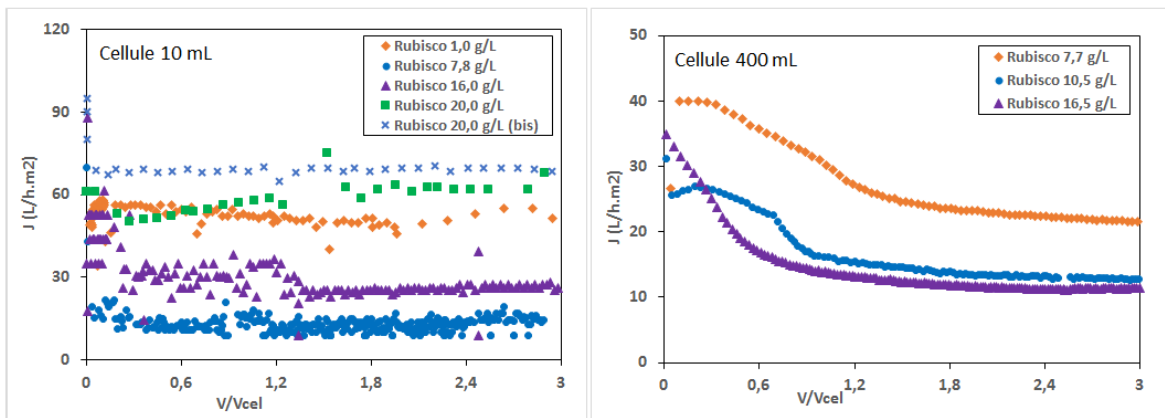 Cellule 10 mL
Rubisco 1,0 g/L
Rubisco 7,8 g/L
Rubisco 16,0 g/L
Rubisco 20,0 g/L
Rubisco 20,0 g/L (bis)
J (L/h.m2)
120
90
60
30
0
0 0,6 1,2 1,8 2,4 3
V/Vcel
Cellule 400 mL
Rubisco 7,7 g/L
Rubisco 10,5 g/L
Rubisco 16,5 g/L
J (L/h.m2)
50
40
30
20
10
0
0 0,6 1,2 1,8 2,4 3
V/Vcel